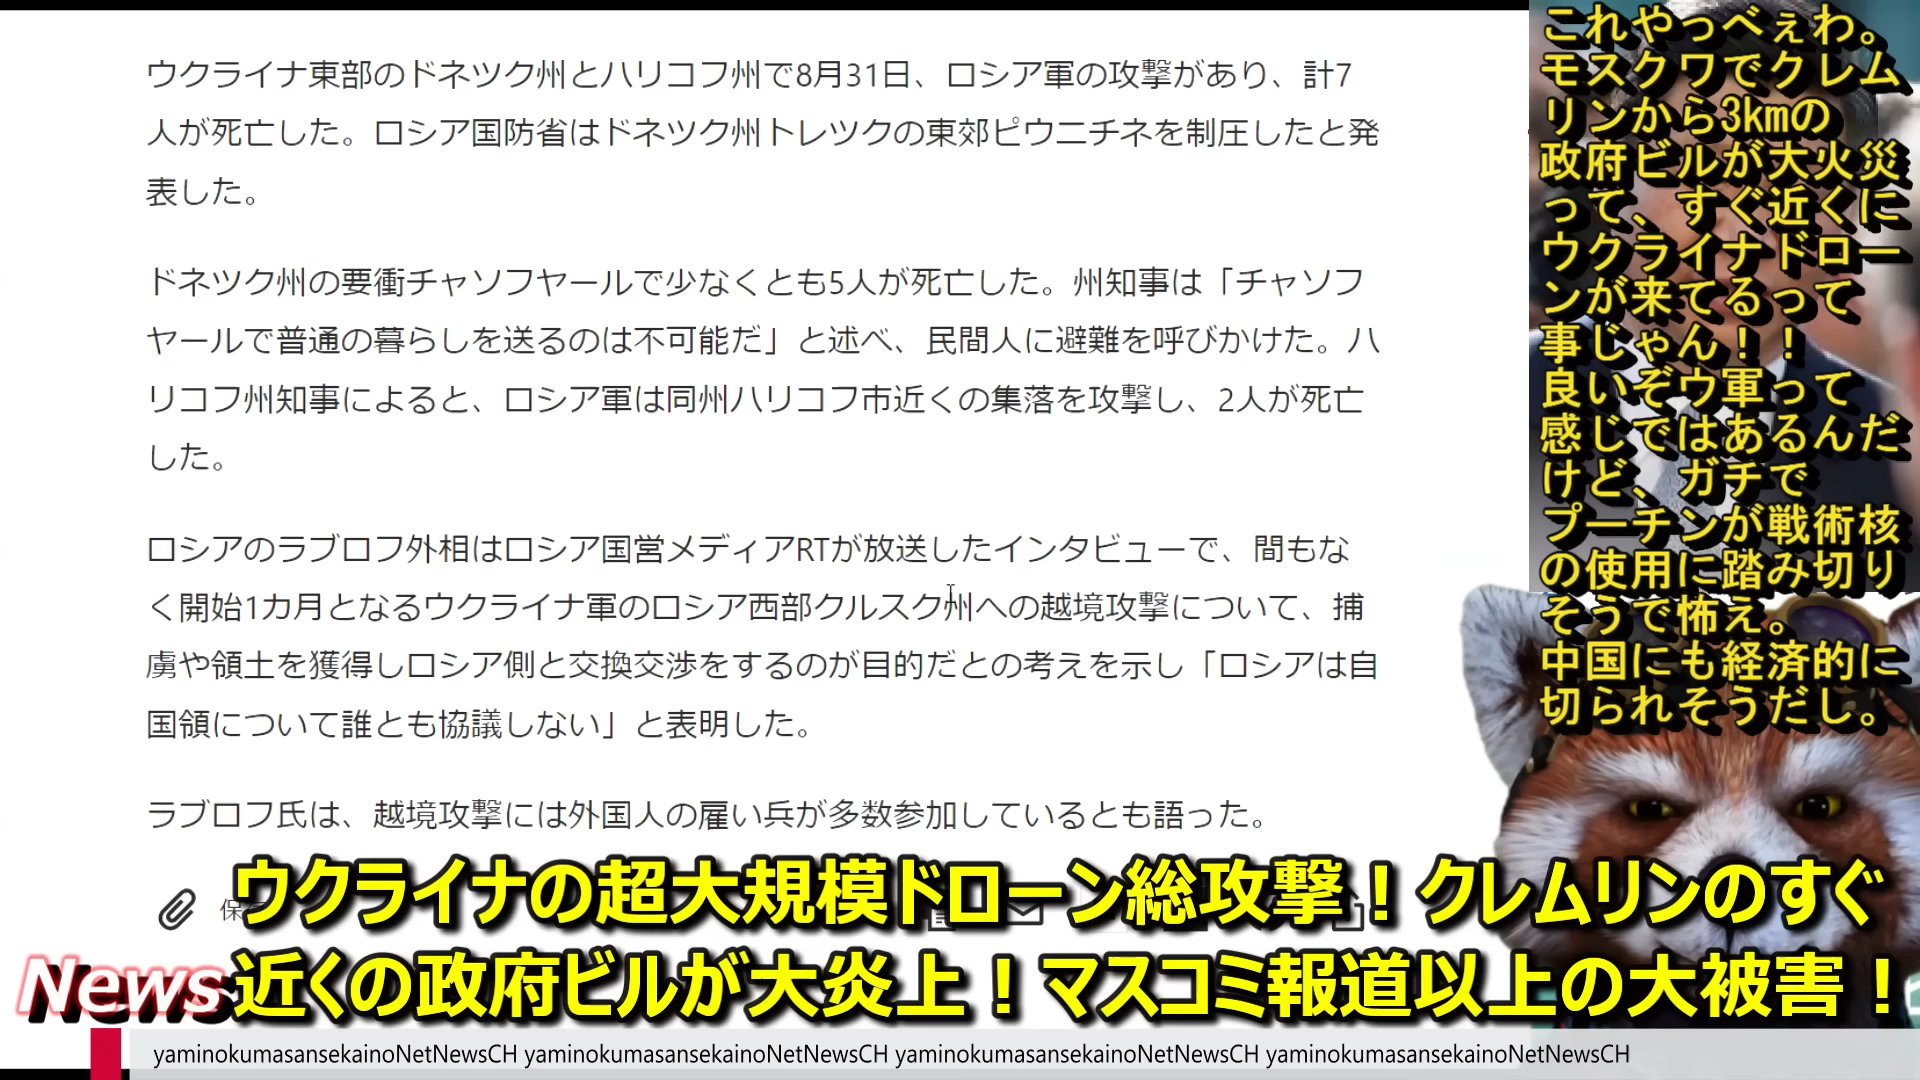 ウクライナ東部のドネツク州とハリコフ州で8月31日、ロシア軍の攻撃があり、計7
人が死亡した。ロシア国防省はドネツク州トレツクの東郊ピウニチネを制圧したと発
表した。
ドネツク州の要衝チャソフヤールで少なくとも5人が死亡した。州知事は「チャソフ
ヤールで普通の暮らしを送るのは不可能だ」と述べ、民間人に避難を呼びかけた。ハ
リコフ州知事によると、ロシア軍は同州ハリコフ市近くの集落を攻撃し、2人が死亡
した。
ロシアのラブロフ外相はロシア国営メディアRTが放送したインタビューで、間もな
く開始1カ月となるウクライナ軍のロシア西部クルスク州への越境攻撃について、捕
虜や領土を獲得しロシア側と交換交渉をするのが目的だとの考えを示し「ロシアは自
国領について誰とも協議しない」と表明した。
ラブロフ氏は、越境攻撃には外国人の雇い兵が多数参加しているとも語った。
これやっべぇわ。
モスクワでクレム
リンから3kmの
政府ビルが大火災
って、すぐ近くに
ウクライナドロー
ンが来てるって
事じゃん！！
良いぞウ軍って
感じではあるんだ
けど、ガチで
プーチンが戦術核
の使用に踏み切り
そうで怖え。
中国にも経済的に
切られそうだし。
保
ウクライナの超大規模ドローン総攻撃！クレムリンのすぐ
近くの政府ビルが大炎上！マスコミ報道以上の大被害！
News
yaminokumasansekainoNetNewsCH yaminokumasansekainoNetNewsCH yaminokumasansekainoNetNewsCH yaminokumasansekainoNetNewsCH